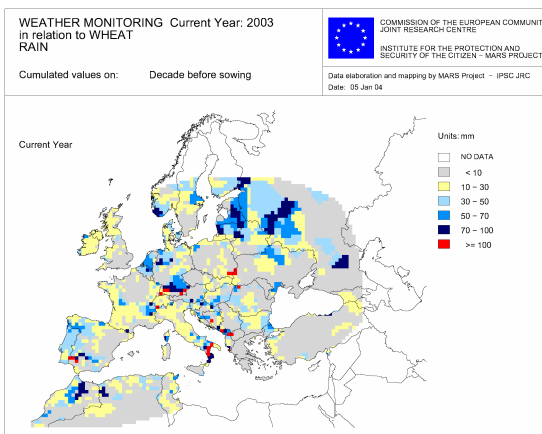 WEATHER MONITORING Current Year: 2003
in relation to WHEAT
RAIN
COMMISSION OF THE EUROPEAN COMMUNIT
JOINT RESEARCH CENTRE
INSTITUTE FOR THE PROTECTION AND
SECURITY OF THE CITIZEN - MARS PROJECT
Cumulated values on: Decade before sowing
Data elaboration and mapping by MARS Project - IPSC JRC
Date: 05 Jan 04
Current Year
Units: mm
NO DATA
< 10
10 - 30
30 - 50
50 - 70
70 - 100
>= 100